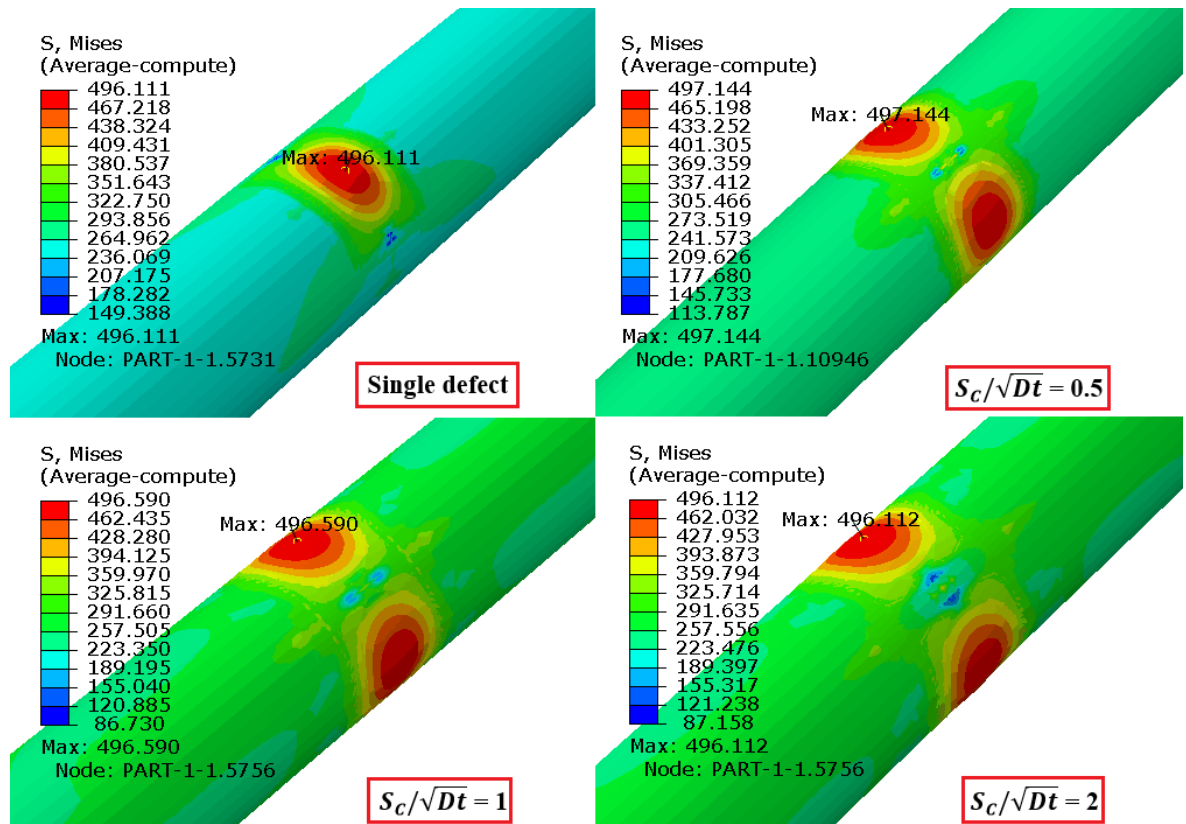 S, Mises
(Average-compute)
496.111
467.218
438.324
409.431
380.537
351.643
322.750
293.856
264.962
236.069
207.175
178.282
149.388
Max: 496.111
Max: 496.111
Node: PART-1-1.5731
Single defect
S, Mises
(Average-compute)
497.144
465.198
433.252
401.305
369.359
337.412
305.466
273.519
241.573
209.626
177.680
145.733
113.787
Max: 497.144
Max: 497.144
Node: PART-1-1.10946
S_C/√Dt = 0.5
S, Mises
(Average-compute)
496.590
462.435
428.280
394.125
359.970
325.815
291.660
257.505
223.350
189.195
155.040
120.885
86.730
Max: 496.590
Max: 496.590
Node: PART-1-1.5756
S_C/√Dt = 1
S, Mises
(Average-compute)
496.112
462.032
427.953
393.873
359.794
325.714
291.635
257.556
223.476
189.397
155.317
121.238
87.158
Max: 496.112
Max: 496.112
Node: PART-1-1.5756
S_C/√Dt = 2